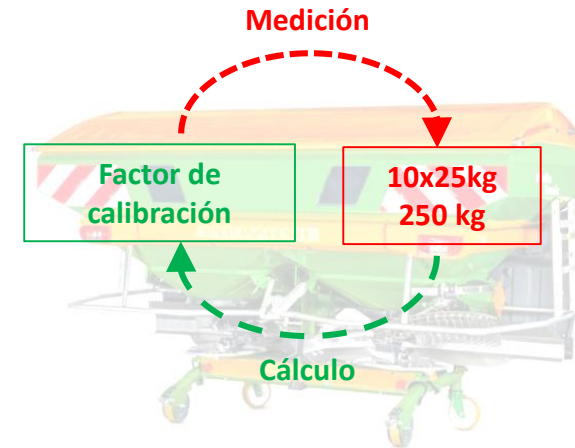 Medición
Factor de
calibración
10x25kg
250 kg
Cálculo